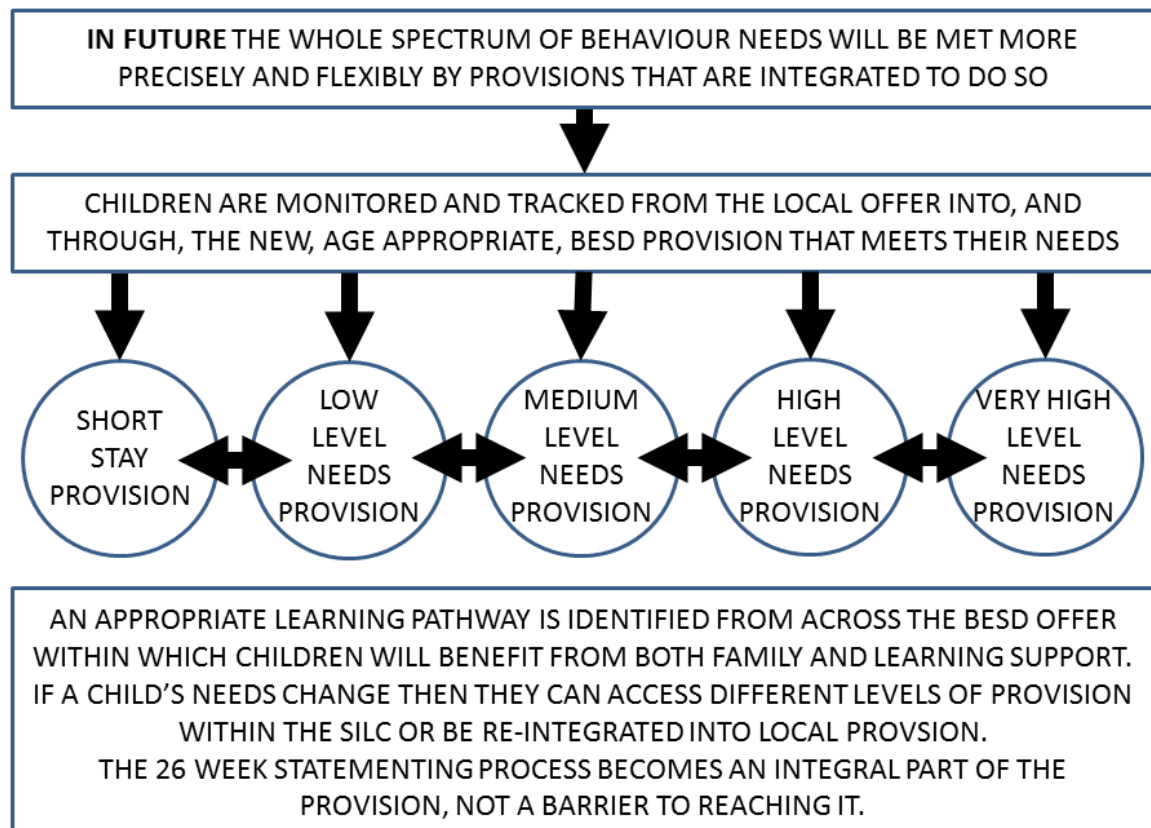 IN FUTURE THE WHOLE SPECTRUM OF BEHAVIOUR NEEDS WILL BE MET MORE
PRECISELY AND FLEXIBLY BY PROVISIONS THAT ARE INTEGRATED TO DO SO
CHILDREN ARE MONITORED AND TRACKED FROM THE LOCAL OFFER INTO, AND
THROUGH, THE NEW, AGE APPROPRIATE, BESD PROVISION THAT MEETS THEIR NEEDS
SHORT
STAY
PROVISION
LOW
LEVEL
NEEDS
PROVISION
MEDIUM
LEVEL
NEEDS
PROVISION
HIGH
LEVEL
NEEDS
PROVISION
VERY HIGH
LEVEL
NEEDS
PROVISION
AN APPROPRIATE LEARNING PATHWAY IS IDENTIFIED FROM ACROSS THE BESD OFFER
WITHIN WHICH CHILDREN WILL BENEFIT FROM BOTH FAMILY AND LEARNING SUPPORT.
IF A CHILD'S NEEDS CHANGE THEN THEY CAN ACCESS DIFFERENT LEVELS OF PROVISION
WITHIN THE SILC OR BE RE-INTEGRATED INTO LOCAL PROVSION.
THE 26 WEEK STATEMENTING PROCESS BECOMES AN INTEGRAL PART OF THE
PROVISION, NOT A BARRIER TO REACHING IT.